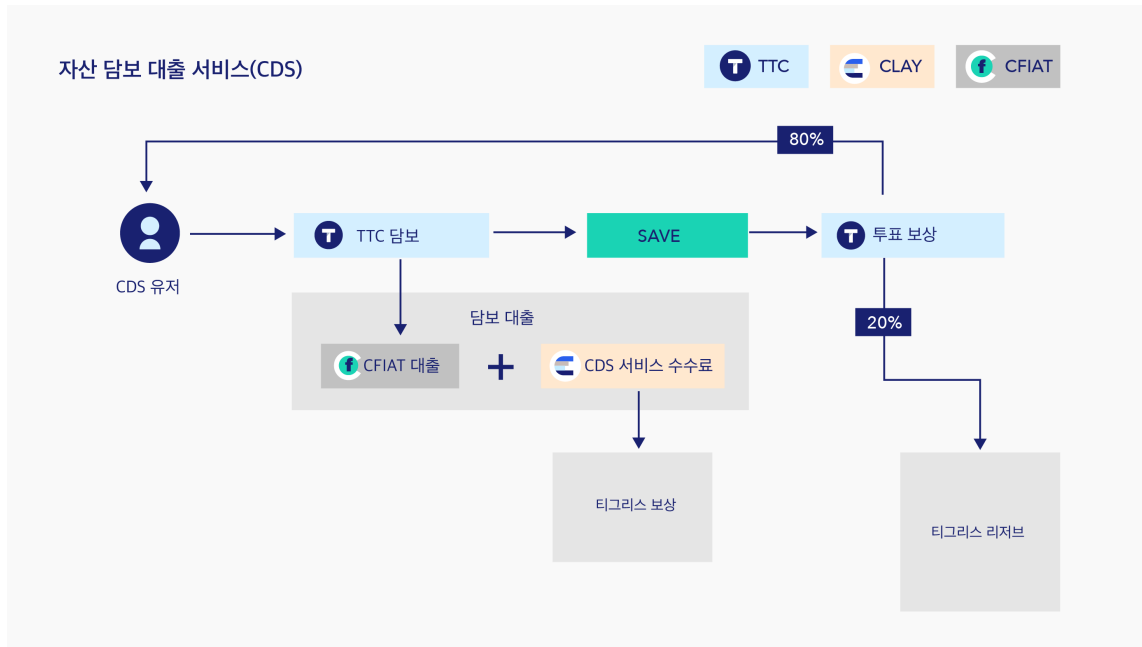 자산 담보 대출 서비스(CDS)
TTC
CLAY
CFIAT
80%
CDS 유저
TTC 담보
SAVE
투표 보상
20%
담보 대출
CFIAT 대출
+
CDS 서비스 수수료
티그리스 보상
티그리스 리저브